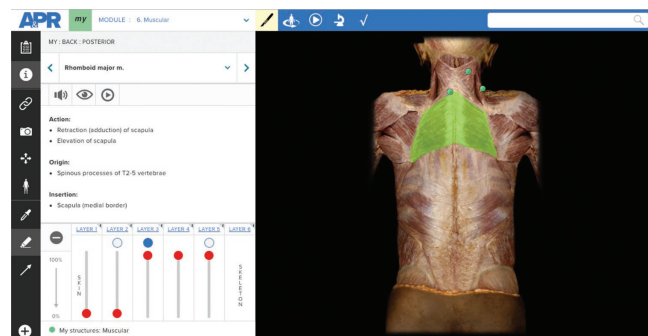 AP&R my MODULE : 6. Muscular
MY : BACK : POSTERIOR
Rhomboid major m.
Action:
• Retraction (adduction) of scapula
• Elevation of scapula
Origin:
• Spinous processes of T2-5 vertebrae
Insertion:
• Scapula (medial border)
LAYER 1 LAYER 2 LAYER 3 LAYER 4 LAYER 5 LAYER 6
100%
SKIN
SKELETON
0%
My structures: Muscular